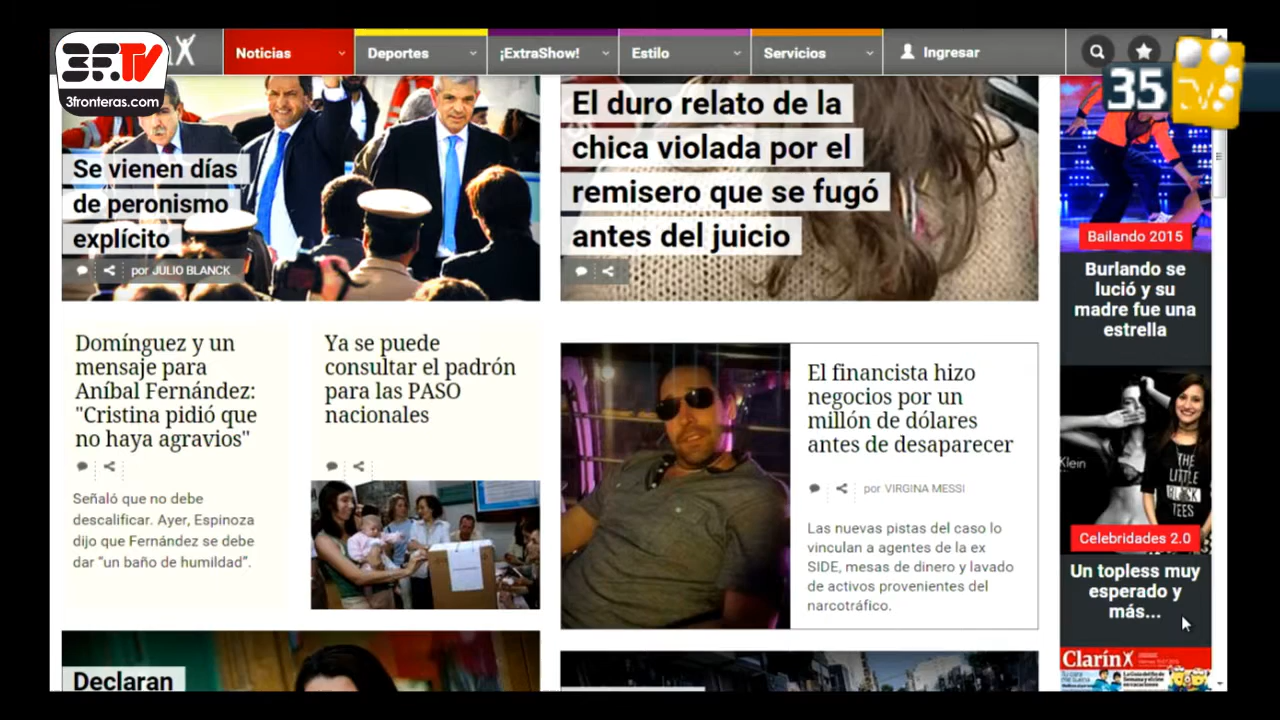 3F.TV
3fronteras.com
Noticias
Deportes
¡ExtraShow!
Estilo
Servicios
Ingresar
35
Se vienen días
de peronismo
explícito
por JULIO BLANCK
El duro relato de la
chica violada por el
remisero que se fugó
antes del juicio
Bailando 2015
Burlando se
lució y su
madre fue una
estrella
Domínguez y un
mensaje para
Aníbal Fernández:
"Cristina pidió que
no haya agravios"
Señaló que no debe
descalificar. Ayer, Espinoza
dijo que Fernández se debe
dar “un baño de humildad”.
Ya se puede
consultar el padrón
para las PASO
nacionales
El financista hizo
negocios por un
millón de dólares
antes de desaparecer
por VIRGINA MESSI
Las nuevas pistas del caso lo
vinculan a agentes de la ex
SIDE, mesas de dinero y lavado
de activos provenientes del
narcotráfico.
Klein
THE
LITTLE
BLACK
TEES
Celebridades 2.0
Un topless muy
esperado y
más...
Clarín
Declaran